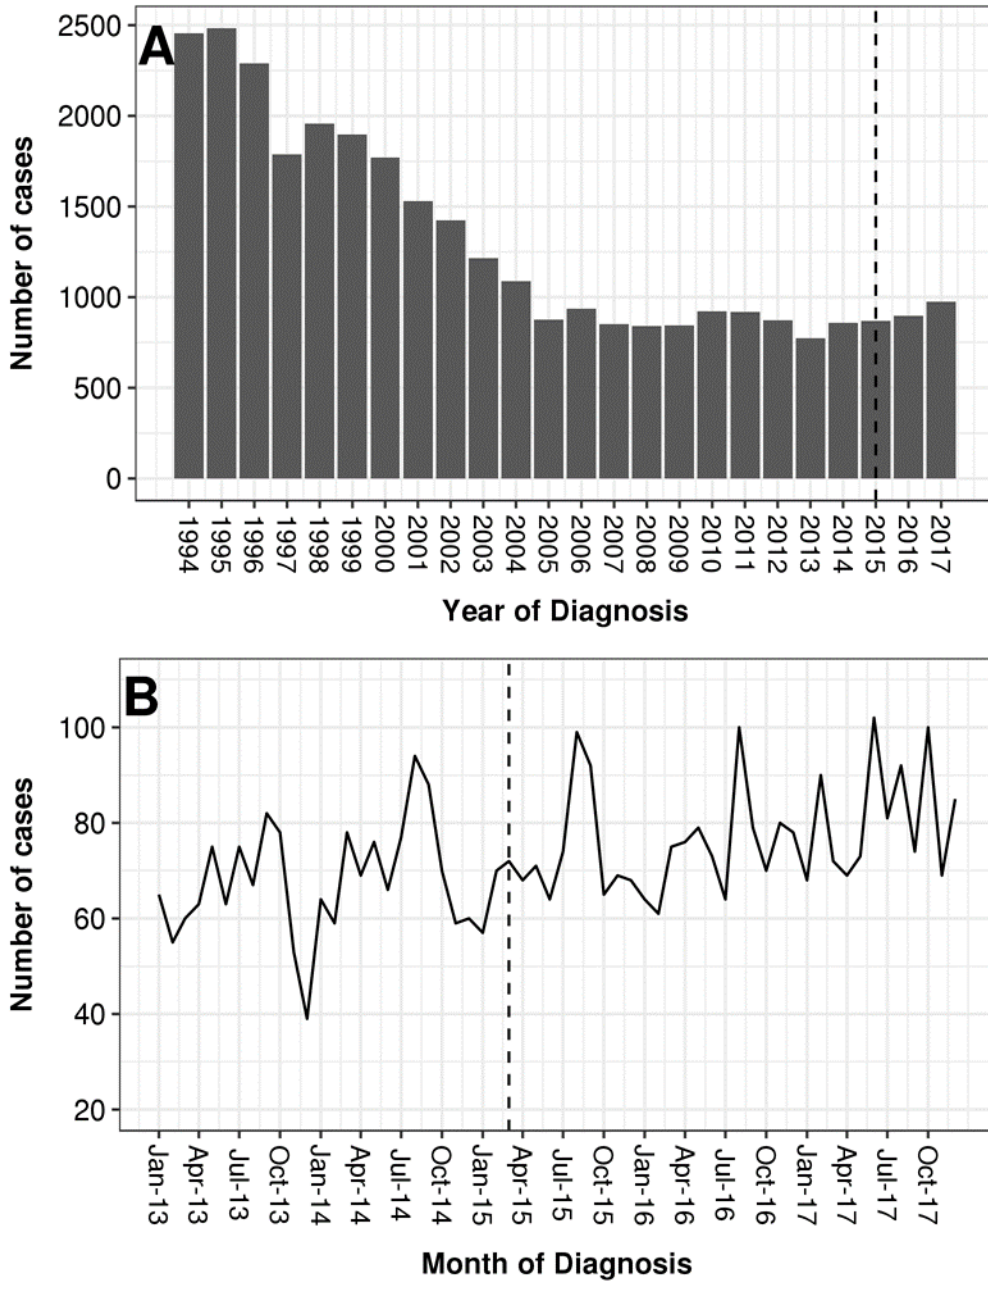 A
Number of cases
2500
2000
1500
1000
500
0
1994
1995
1996
1997
1998
1999
2000
2001
2002
2003
2004
2005
2006
2007
2008
2009
2010
2011
2012
2013
2014
2015
2016
2017
Year of Diagnosis
B
Number of cases
100
80
60
40
20
Jan-13
Apr-13
Jul-13
Oct-13
Jan-14
Apr-14
Jul-14
Oct-14
Jan-15
Apr-15
Jul-15
Oct-15
Jan-16
Apr-16
Jul-16
Oct-16
Jan-17
Apr-17
Jul-17
Oct-17
Month of Diagnosis